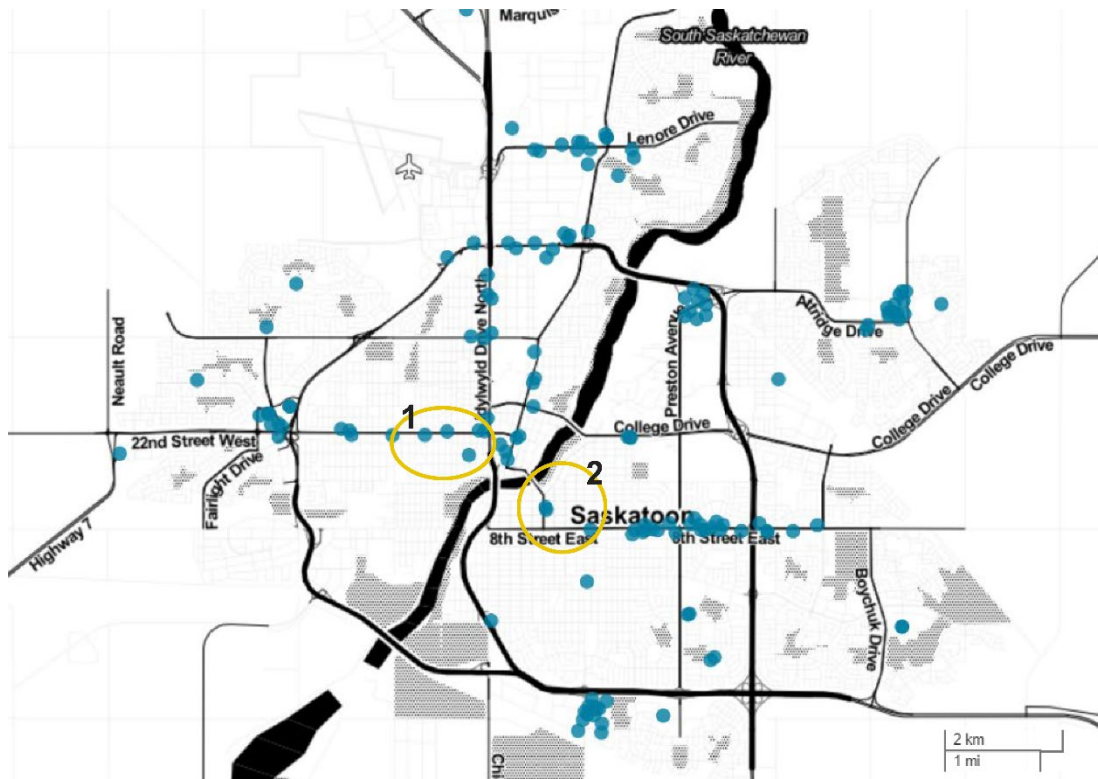 Marquis
South Saskatchewan
River
Lenore Drive
Neault Road
Idylwyld Drive North
Preston Avenue
Attridge Drive
College Drive
College Drive
College Drive
1
22nd Street West
Fairlight Drive
2
Highway 7
Saskatoon
8th Street East
8th Street East
Boychuk Drive
2 km
1 mi